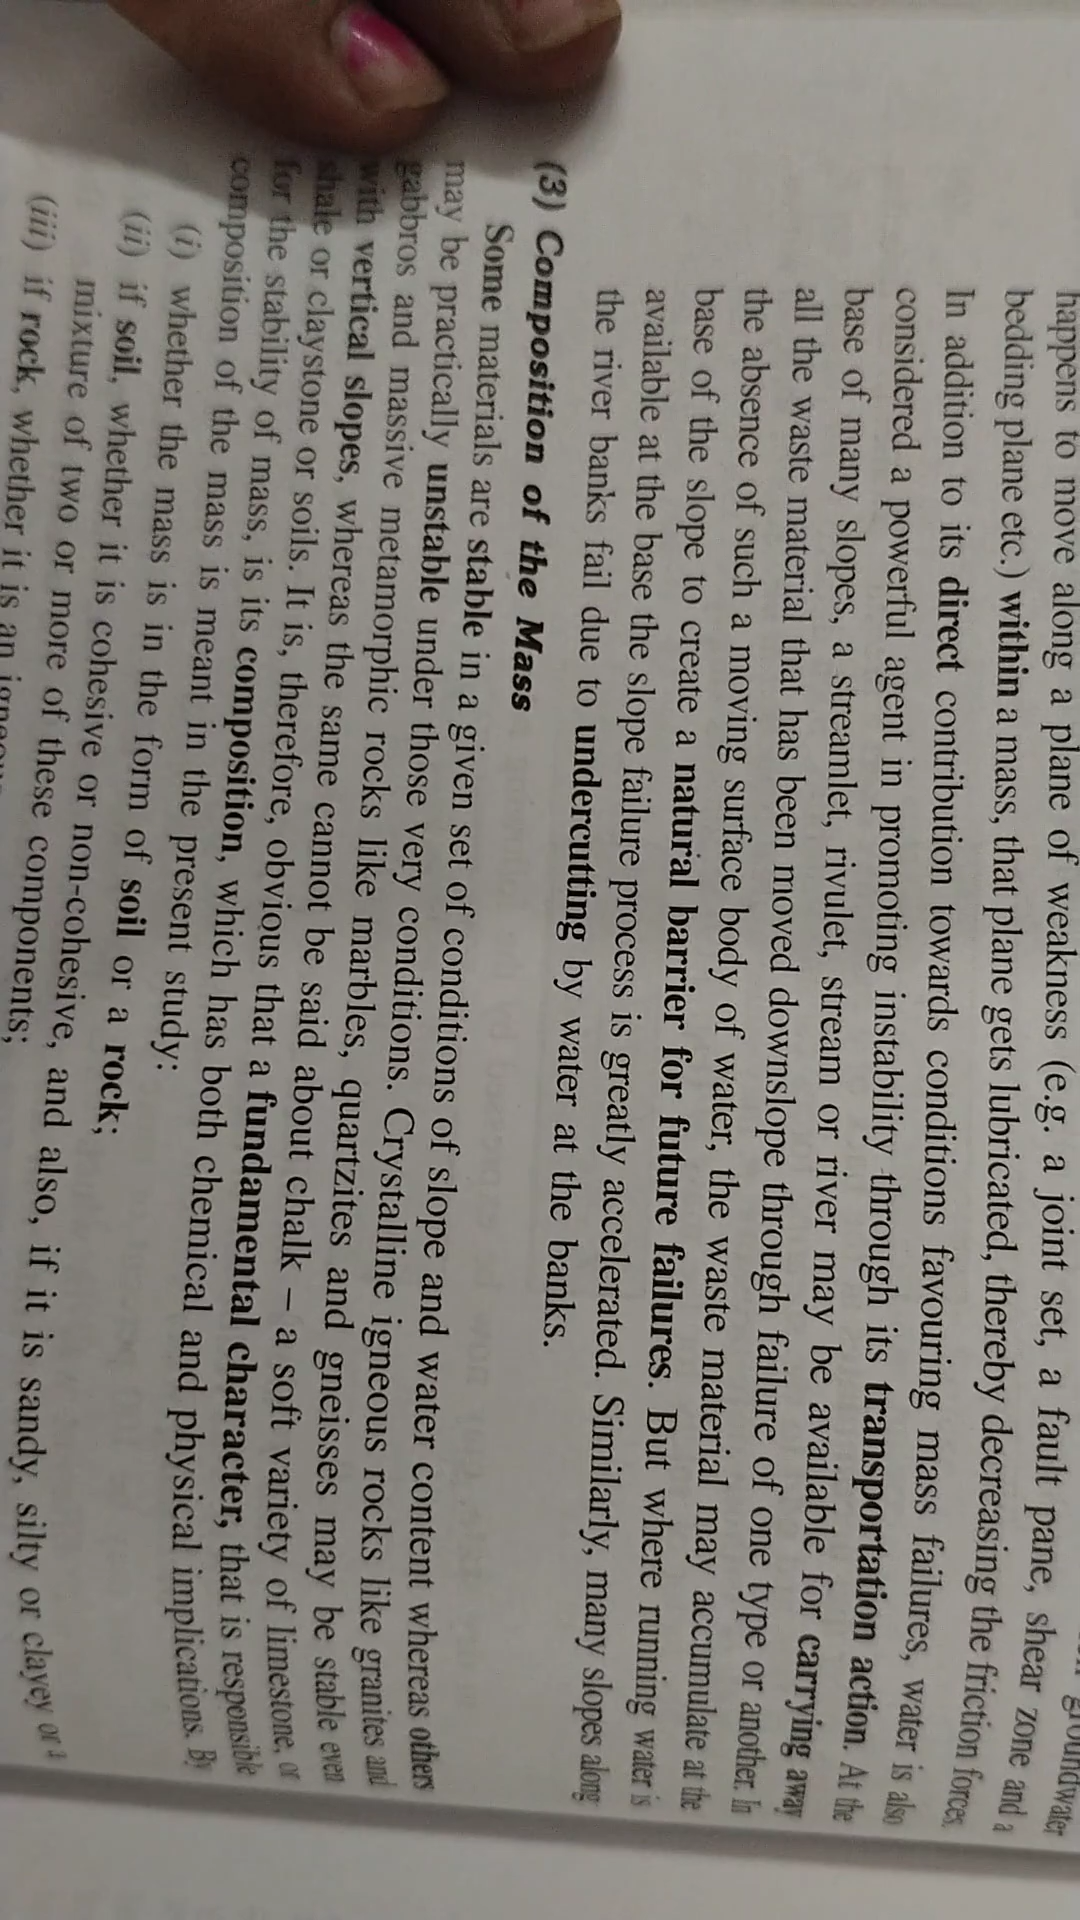 groundwater
happens to move along a plane of weakness (e.g. a joint set, a fault pane, shear zone and a
bedding plane etc.) within a mass, that plane gets lubricated, thereby decreasing the friction forces.
In addition to its direct contribution towards conditions favouring mass failures, water is also
considered a powerful agent in promoting instability through its transportation action. At the
base of many slopes, a streamlet, rivulet, stream or river may be available for carrying away
all the waste material that has been moved downslope through failure of one type or another. In
the absence of such a moving surface body of water, the waste material may accumulate at the
base of the slope to create a natural barrier for future failures. But where running water is
available at the base the slope failure process is greatly accelerated. Similarly, many slopes along
the river banks fail due to undercutting by water at the banks.
(3) Composition of the Mass
Some materials are stable in a given set of conditions of slope and water content whereas others
may be practically unstable under those very conditions. Crystalline igneous rocks like granites and
gabbros and massive metamorphic rocks like marbles, quartzites and gneisses may be stable even
with vertical slopes, whereas the same cannot be said about chalk – a soft variety of limestone, or
shale or claystone or soils. It is, therefore, obvious that a fundamental character, that is responsible
for the stability of mass, is its composition, which has both chemical and physical implications. By
composition of the mass is meant in the present study:
(i) whether the mass is in the form of soil or a rock;
(ii) if soil, whether it is cohesive or non-cohesive, and also, if it is sandy, silty or clayey or a
mixture of two or more of these components;
(iii) if rock, whether it is an igneous